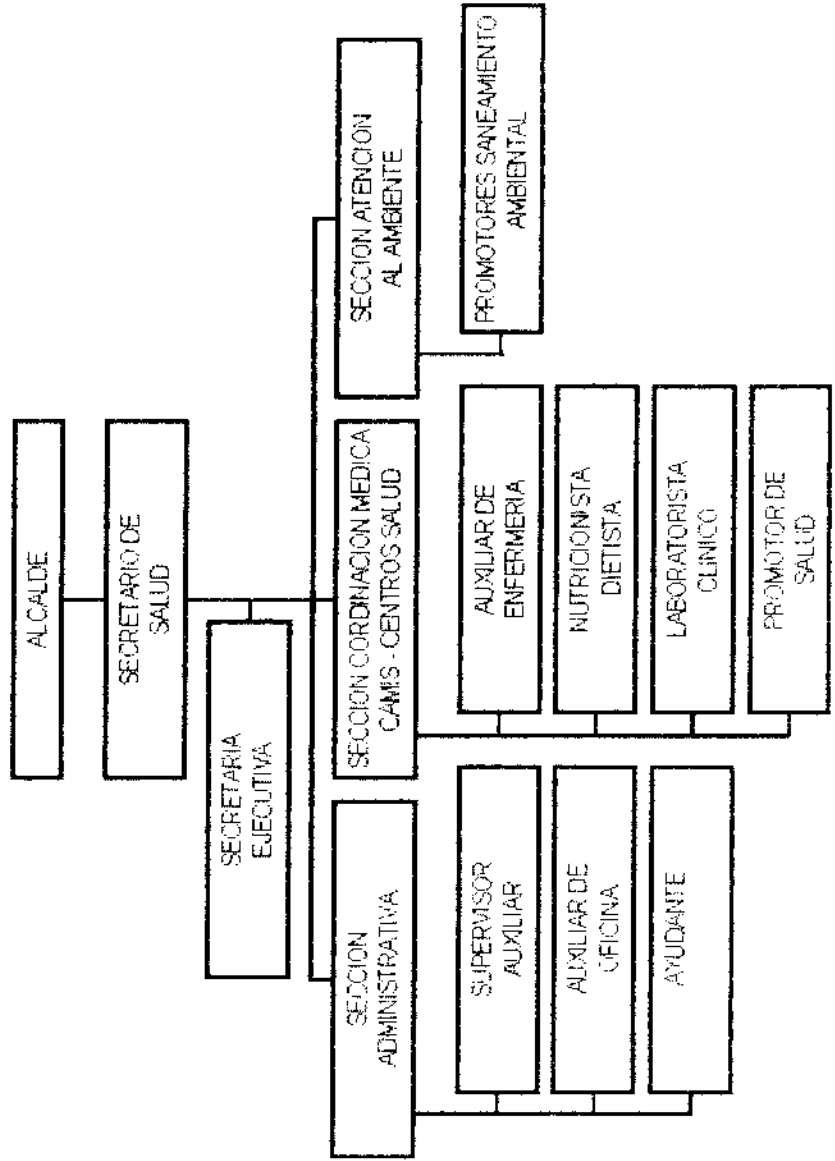 ALCALDE
SECRETARIO DE
SALUD
SECRETARIA
EJECUTIVA
SECCION
ADMINISTRATIVA
SUPERVISOR
AUXILIAR
AUXILIAR DE
OFICINA
AYUDANTE
SECCION CORDINACION MEDICA
CAMIS - CENTROS SALUD
AUXILIAR DE
ENFERMERIA
NUTRICIONISTA
DIETISTA
LABORATORISTA
CLINICO
PROMOTOR DE
SALUD
SECCION ATENCION
AL AMBIENTE
PROMOTORES SANEAMIENTO
AMBIENTAL